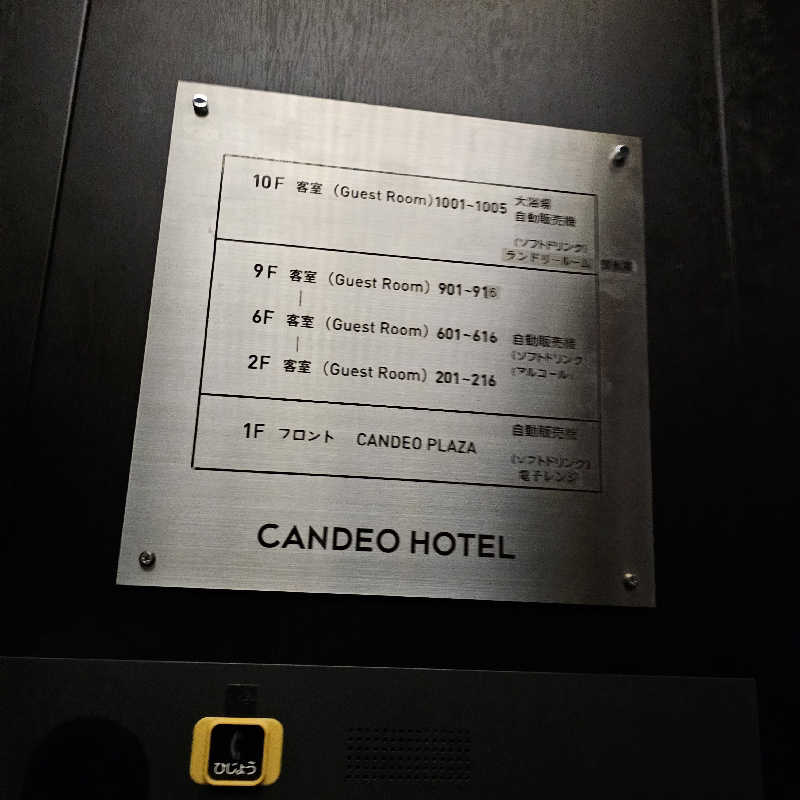 10F 客室 (Guest Room) 1001~1005 大浴場
自動販売機
(ソフトドリンク)
ランドリールーム
9F 客室 (Guest Room) 901~916
|
6F 客室 (Guest Room) 601~616 自動販売機
| (ソフトドリンク
2F 客室 (Guest Room) 201~216 アルコール)
1F フロント CANDEO PLAZA 自動販売機
(ソフトドリンク)
電子レンジ
CANDEO HOTEL
ひじょう